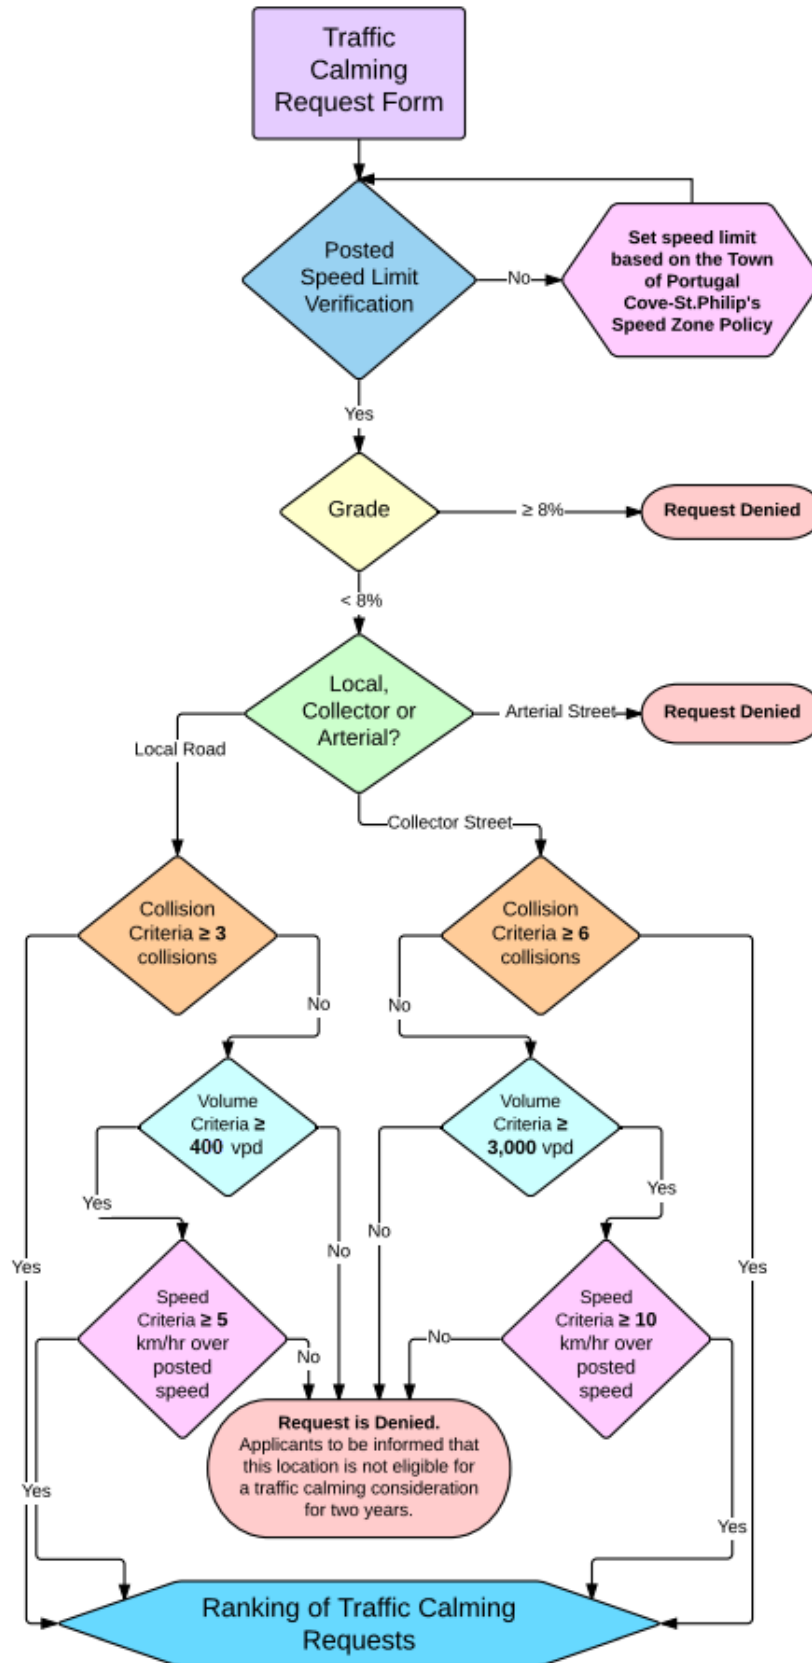 Traffic
Calming
Request Form
Posted
Speed Limit
Verification
No
Set speed limit
based on the Town
of Portugal
Cove-St.Philip's
Speed Zone Policy
Yes
Grade
≥ 8%
Request Denied
< 8%
Local,
Collector or
Arterial?
Arterial Street
Request Denied
Local Road
Collector Street
Collision
Criteria ≥ 3
collisions
Collision
Criteria ≥ 6
collisions
No
No
Volume
Criteria ≥
400 vpd
Volume
Criteria ≥
3,000 vpd
Yes
Yes
No
No
Yes
Yes
Speed
Criteria ≥ 5
km/hr over
posted
speed
Speed
Criteria ≥ 10
km/hr over
posted
speed
No
No
Request is Denied.
Applicants to be informed that
this location is not eligible for
a traffic calming consideration
for two years.
Yes
Yes
Ranking of Traffic Calming
Requests